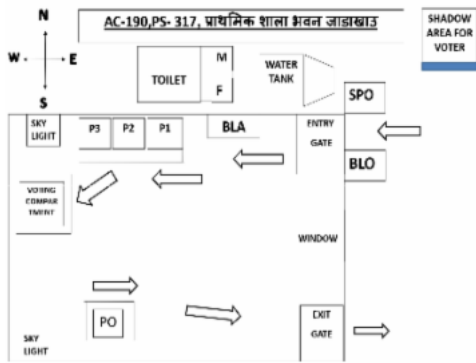 AC-190,PS- 317, प्राथमिक शाला भवन जाडाखाउ
SHADOW
AREA FOR
VOTER
N
W
E
S
TOILET
M
F
WATER
TANK
SPO
SKY
LIGHT
P3
P2
P1
BLA
ENTRY
GATE
BLO
VOTING
COMPAR
TMENT
WINDOW
PO
EXIT
GATE
SKY
LIGHT